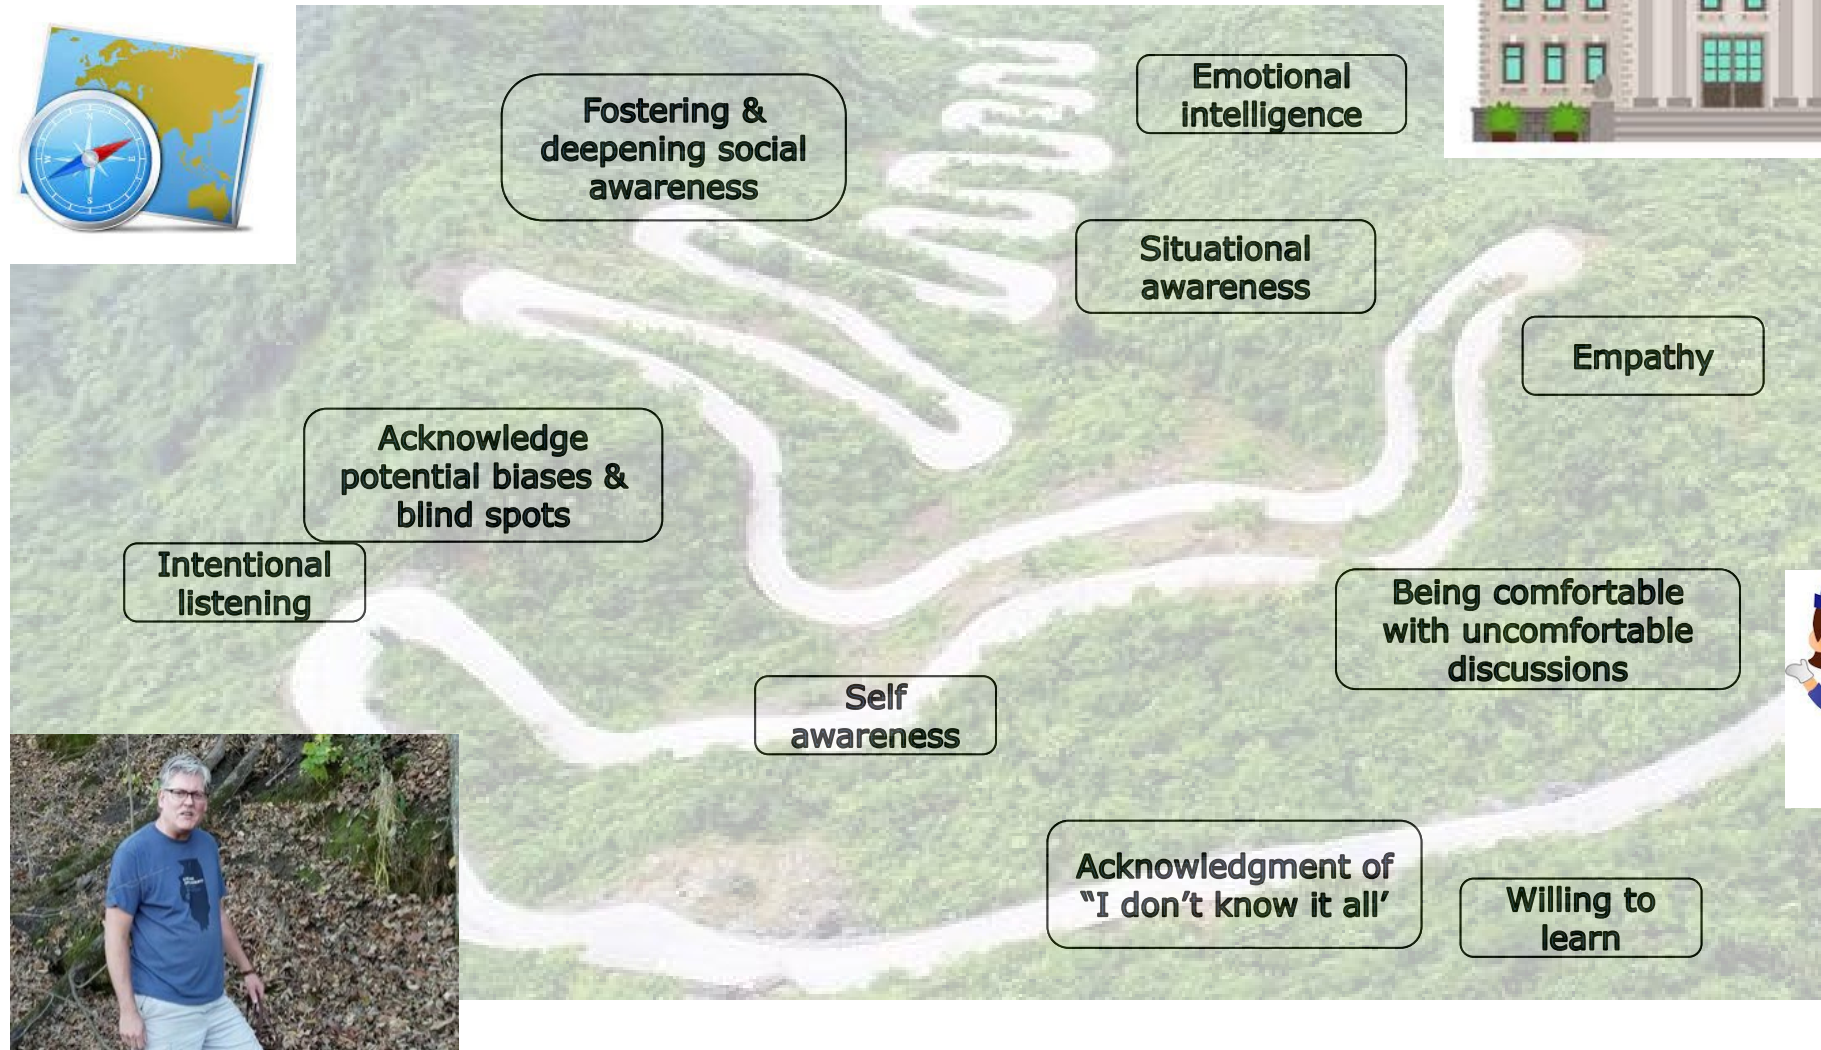 Emotional
intelligence
Fostering &
deepening social
awareness
Situational
awareness
Empathy
Acknowledge
potential biases &
blind spots
Intentional
listening
Being comfortable
with uncomfortable
discussions
Self
awareness
Acknowledgment of
“I don’t know it all’
Willing to
learn
N
E
S
W